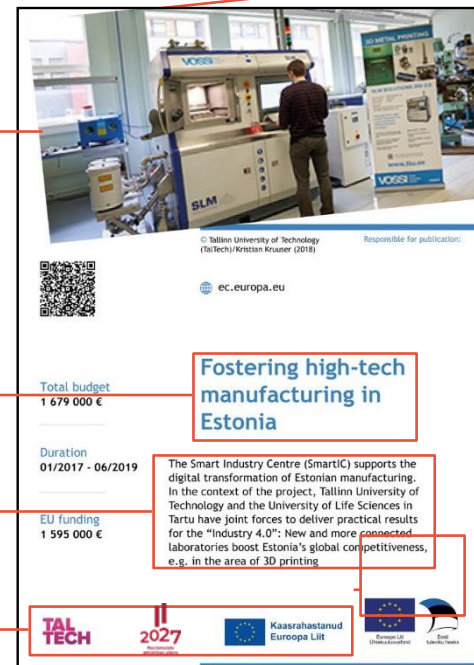 3D METAL PRINTING
VOSSI
SLM SOLUTIONS 280 2.0
VOSSI
SLM
© Tallinn University of Technology
(TalTech)/Kristian Kruuser (2018)
Responsible for publication:
ec.europa.eu
Fostering high-tech
manufacturing in
Estonia
Total budget
1 679 000 €
Duration
01/2017 - 06/2019
The Smart Industry Centre (SmartIC) supports the
digital transformation of Estonian manufacturing.
In the context of the project, Tallinn University of
Technology and the University of Life Sciences in
Tartu have joint forces to deliver practical results
for the “Industry 4.0”: New and more connected
laboratories boost Estonia’s global competitiveness,
e.g. in the area of 3D printing
EU funding
1 595 000 €
TAL
TECH
2027
Kaasrahastanud
Euroopa Liit
Euroopa Liit
Ühtekuuluvusfond
Eesti
tuleviku heaks